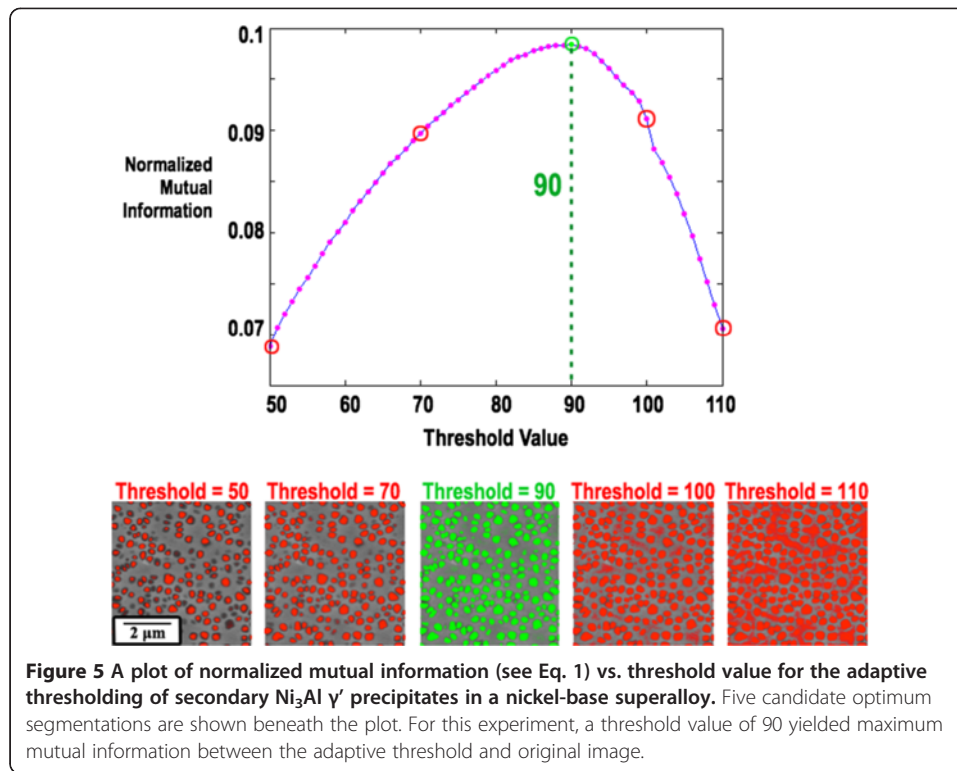 0.1
0.09
Normalized
Mutual
Information
90
0.08
0.07
50 60 70 80 90 100 110
Threshold Value
Threshold = 50 Threshold = 70 Threshold = 90 Threshold = 100 Threshold = 110
2 µm
Figure 5 A plot of normalized mutual information (see Eq. 1) vs. threshold value for the adaptive
thresholding of secondary Ni₃Al γ’ precipitates in a nickel-base superalloy. Five candidate optimum
segmentations are shown beneath the plot. For this experiment, a threshold value of 90 yielded maximum
mutual information between the adaptive threshold and original image.